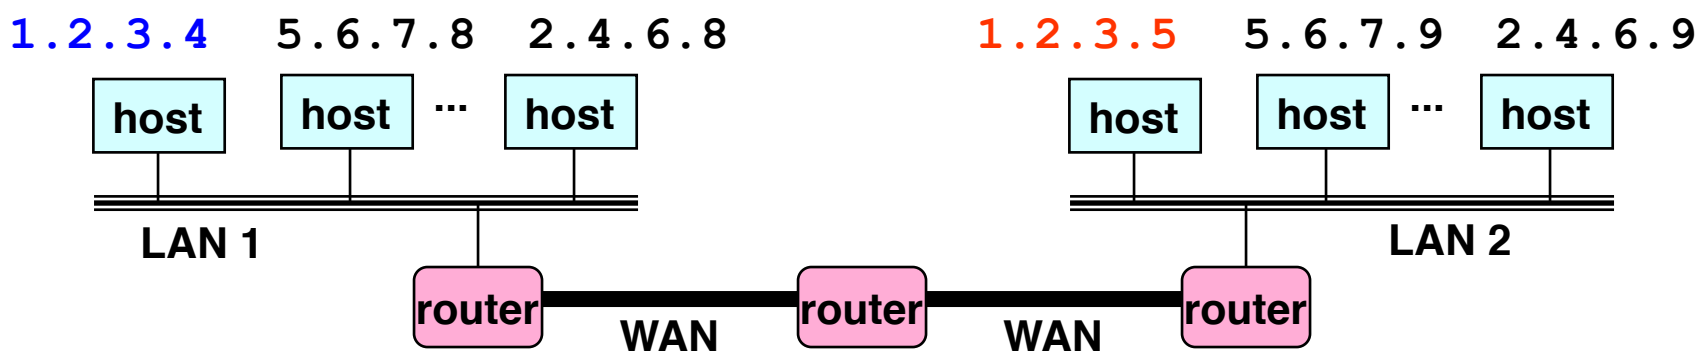 1.2.3.4 5.6.7.8 2.4.6.8 1.2.3.5 5.6.7.9 2.4.6.9
host host ... host host host ... host
LAN 1 LAN 2
router router router
WAN WAN